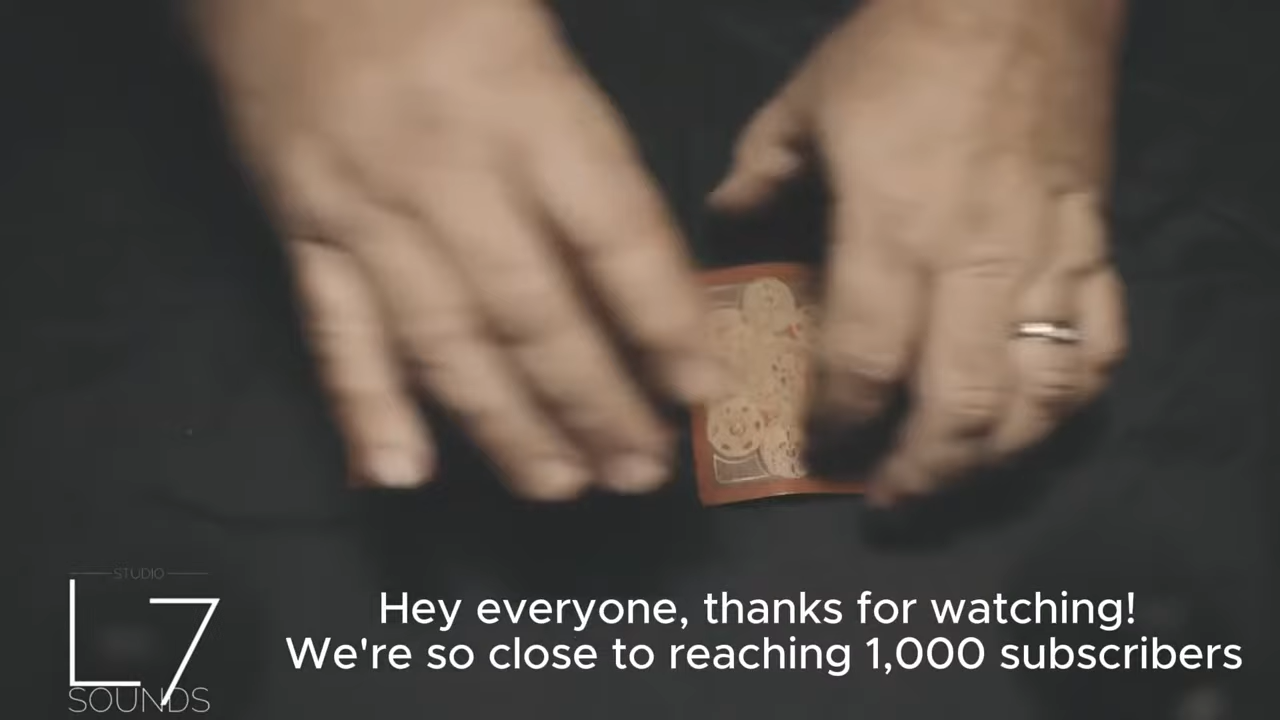 STUDIO
L7
SOUNDS
Hey everyone, thanks for watching!
We're so close to reaching 1,000 subscribers